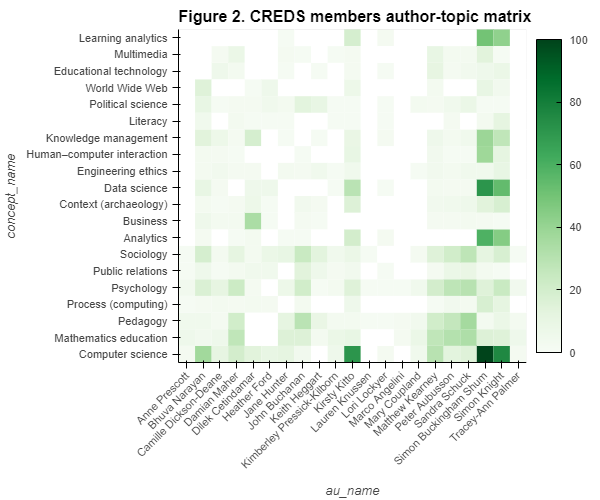 Figure 2. CREDS members author-topic matrix
Learning analytics
Multimedia
Educational technology
World Wide Web
Political science
Literacy
Knowledge management
Human–computer interaction
Engineering ethics
Data science
Context (archaeology)
Business
Analytics
Sociology
Public relations
Psychology
Process (computing)
Pedagogy
Mathematics education
Computer science
concept_name
100
80
60
40
20
0
Anne Prescott
Bhuva Narayan
Camille Dickson-Deane
Damian Maher
Dilek Cetindamar
Heather Ford
Jane Hunter
John Buchanan
Keith Heggart
Kimberley Pressick-Kilborn
Kirsty Kitto
Lauren Knussen
Lori Lockyer
Marco Angelini
Mary Coupland
Matthew Kearney
Peter Aubusson
Sandra Schuck
Simon Buckingham Shum
Simon Knight
Tracey-Ann Palmer
au_name